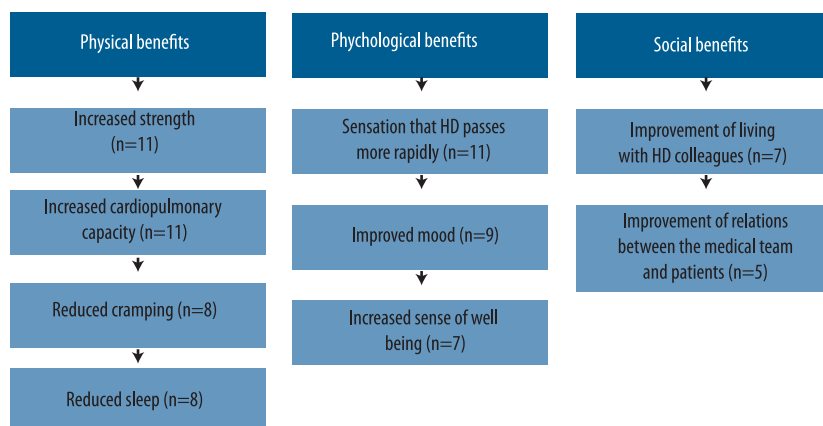 Physical benefits
Increased strength
(n=11)
Increased cardiopulmonary
capacity (n=11)
Reduced cramping (n=8)
Reduced sleep (n=8)
Phychological benefits
Sensation that HD passes
more rapidly (n=11)
Improved mood (n=9)
Increased sense of well
being (n=7)
Social benefits
Improvement of living
with HD colleagues (n=7)
Improvement of relations
between the medical team
and patients (n=5)